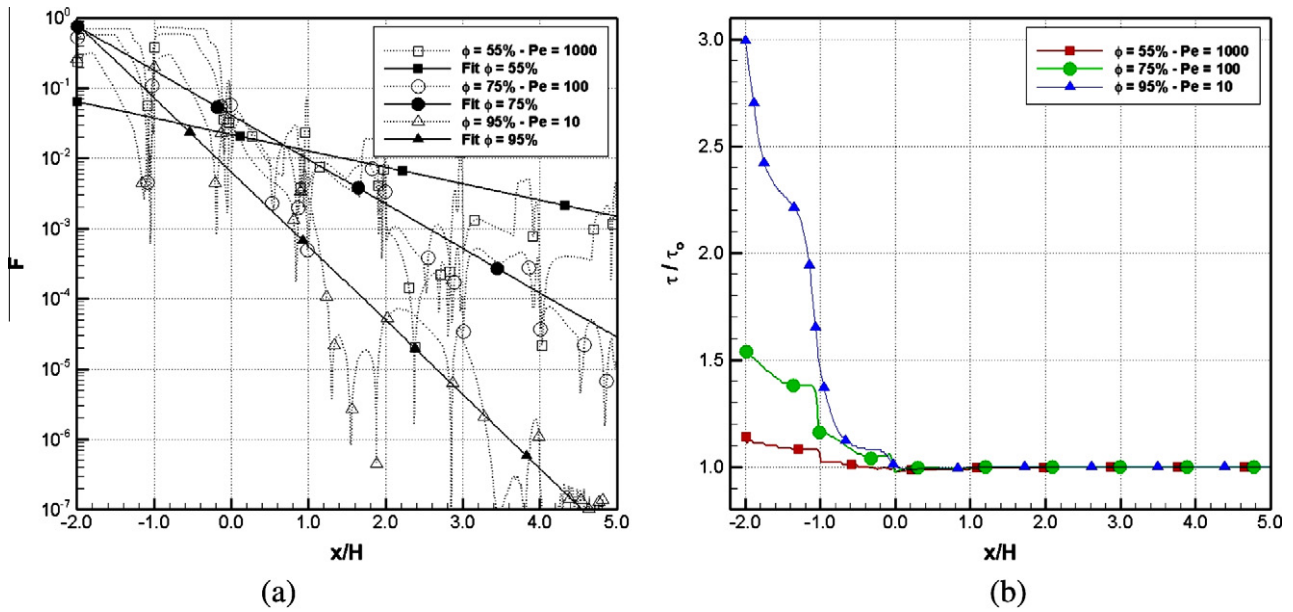 10⁰
10⁻¹
10⁻²
10⁻³
10⁻⁴
10⁻⁵
10⁻⁶
10⁻⁷
F
ϕ = 55% - Pe = 1000
Fit ϕ = 55%
ϕ = 75% - Pe = 100
Fit ϕ = 75%
ϕ = 95% - Pe = 10
Fit ϕ = 95%
-2.0 -1.0 0.0 1.0 2.0 3.0 4.0 5.0
x/H
(a)
3.0
2.5
2.0
1.5
1.0
τ / τₒ
ϕ = 55% - Pe = 1000
ϕ = 75% - Pe = 100
ϕ = 95% - Pe = 10
-2.0 -1.0 0.0 1.0 2.0 3.0 4.0 5.0
x/H
(b)